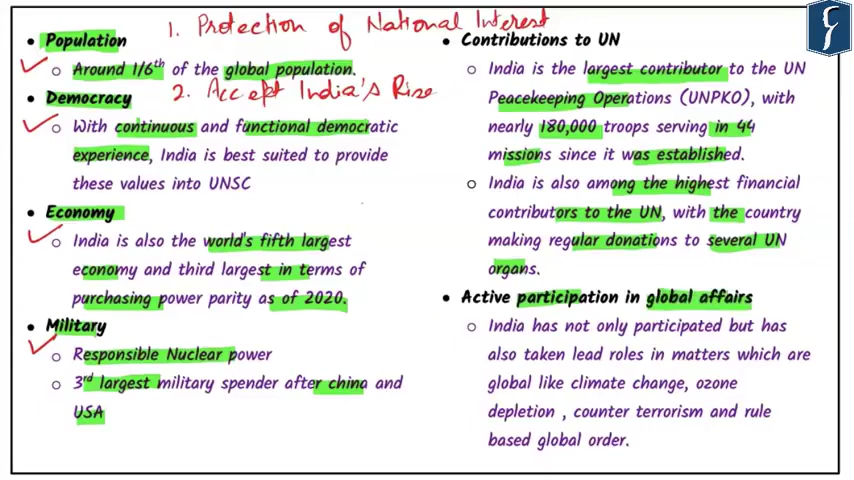 1. Protection of National Interest
• Population
○ Around 1/6th of the global population.
2. Accept India's Rise
• Democracy
○ With continuous and functional democratic
experience, India is best suited to provide
these values into UNSC
• Economy
○ India is also the world's fifth largest
economy and third largest in terms of
purchasing power parity as of 2020.
• Military
○ Responsible Nuclear power
○ 3rd largest military spender after china and
USA
• Contributions to UN
○ India is the largest contributor to the UN
Peacekeeping Operations (UNPKO), with
nearly 180,000 troops serving in 44
missions since it was established.
○ India is also among the highest financial
contributors to the UN, with the country
making regular donations to several UN
organs.
• Active participation in global affairs
○ India has not only participated but has
also taken lead roles in matters which are
global like climate change, ozone
depletion , counter terrorism and rule
based global order.